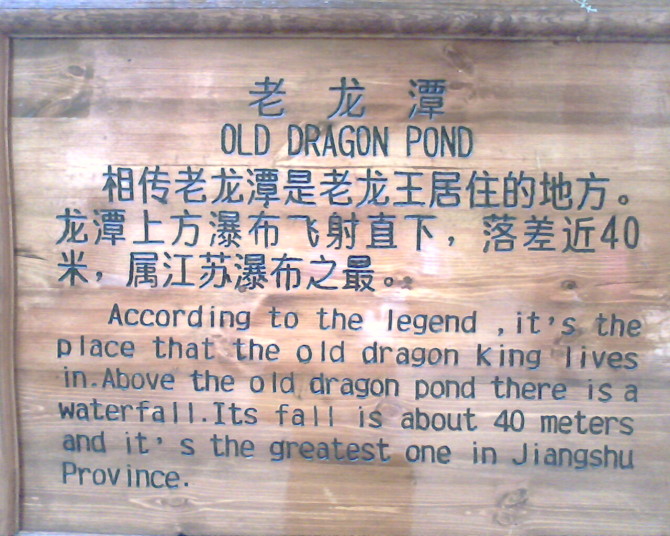 老龙潭
OLD DRAGON POND
相传老龙潭是老龙王居住的地方。
龙潭上方瀑布飞射直下，落差近40
米，属江苏瀑布之最。
According to the legend ,it's the
place that the old dragon king lives
in.Above the old dragon pond there is a
waterfall.Its fall is about 40 meters
and it's the greatest one in Jiangshu
Province.